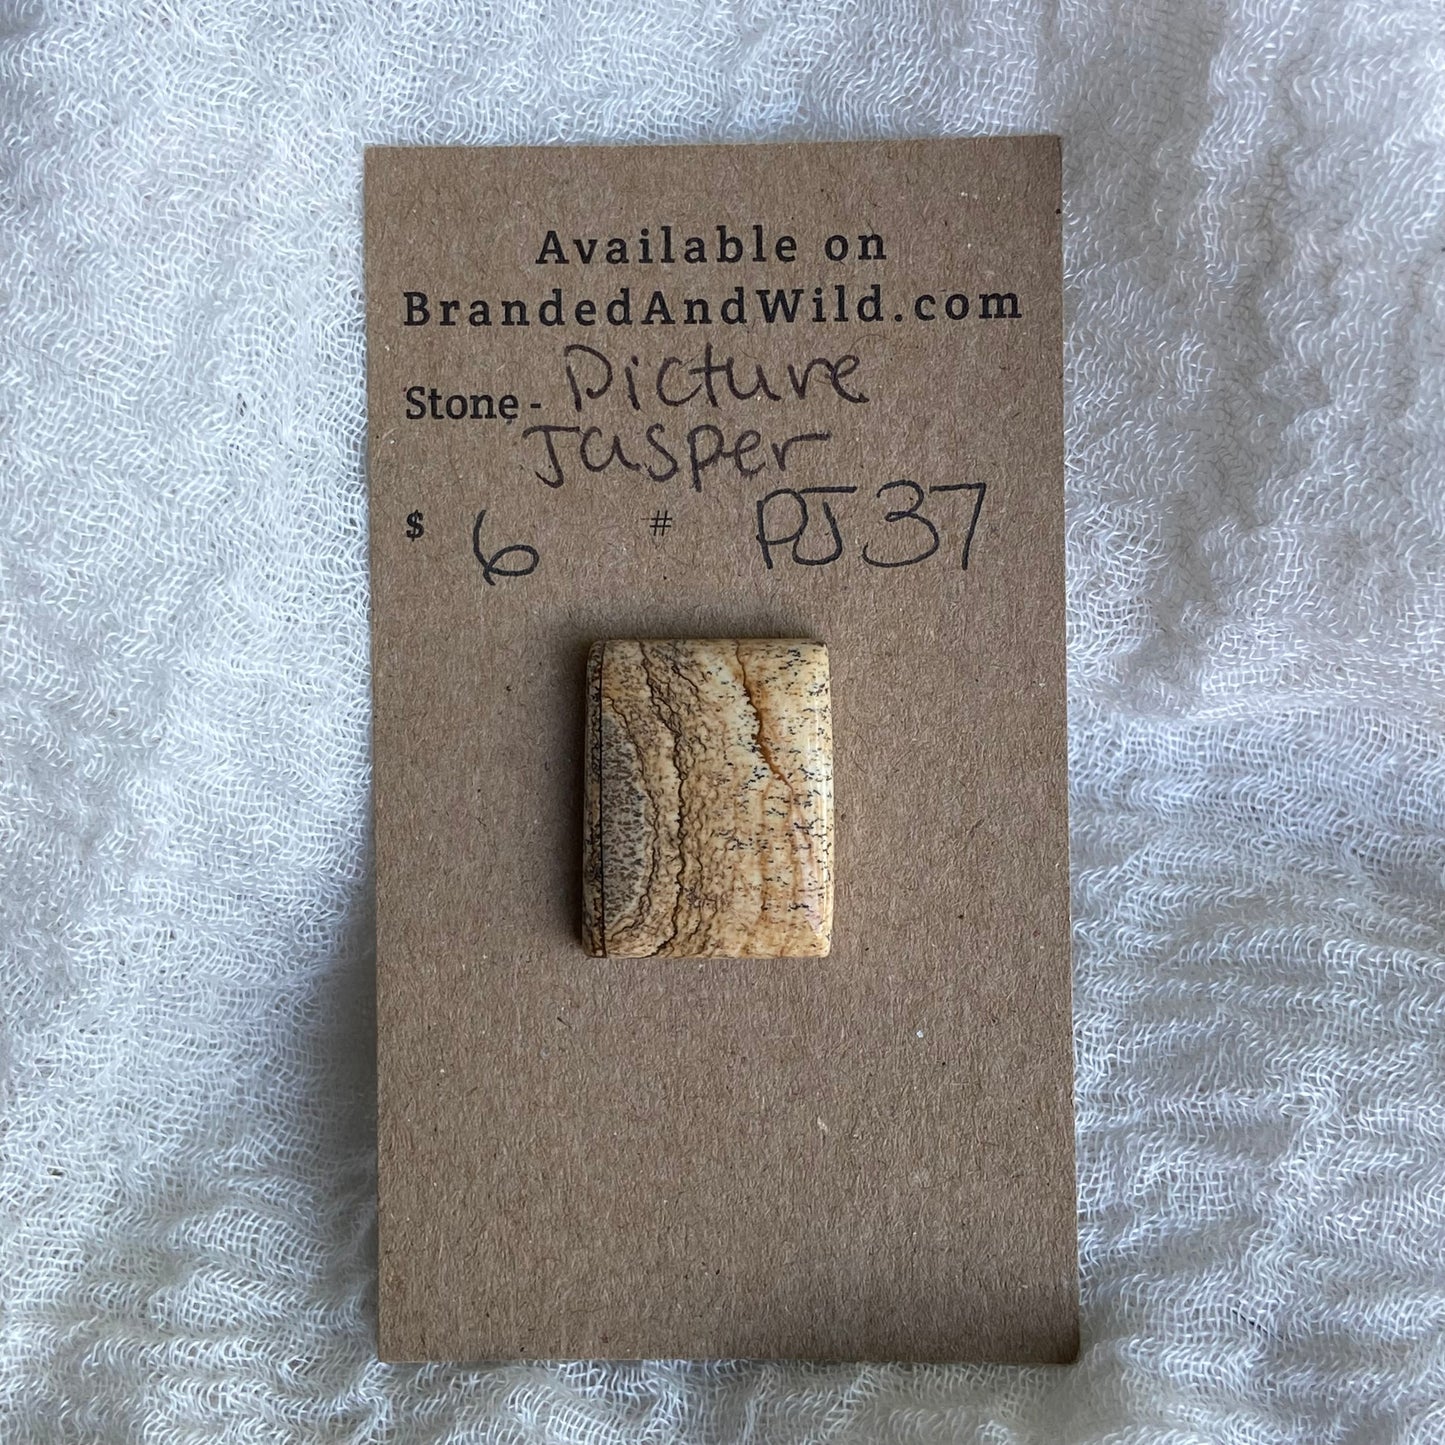 Available on
BrandedAndWild.com
Stone - Picture
Jasper
$ 6 # PJ37